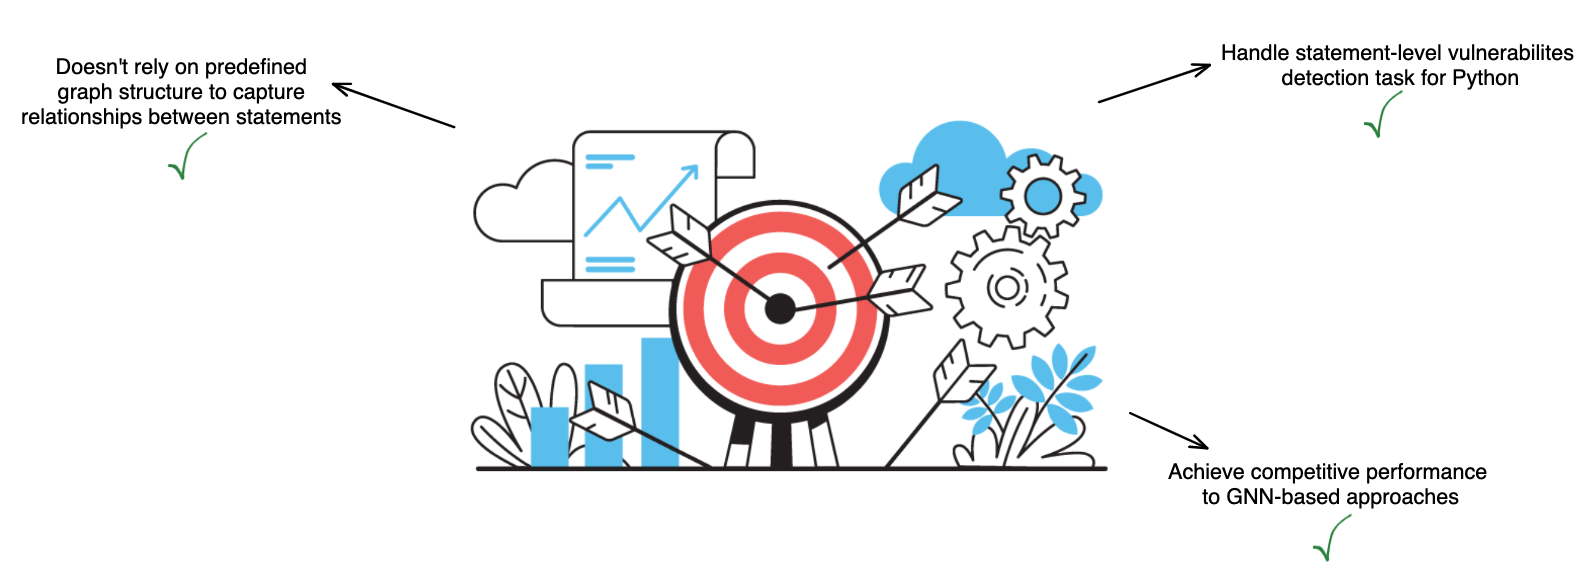 Doesn't rely on predefined
graph structure to capture
relationships between statements
Handle statement-level vulnerabilites
detection task for Python
Achieve competitive performance
to GNN-based approaches